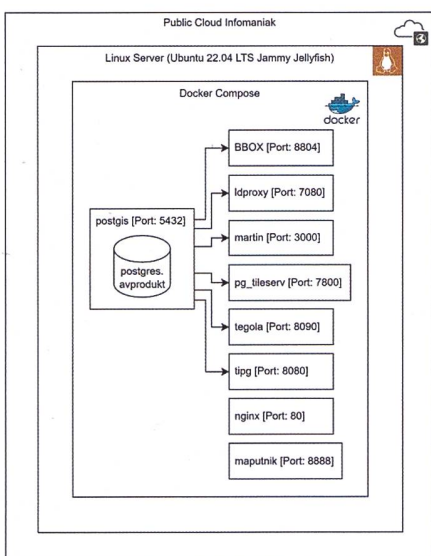 Public Cloud Infomaniak
Linux Server (Ubuntu 22.04 LTS Jammy Jellyfish)
Docker Compose
docker
BBOX [Port: 8804]
ldproxy [Port: 7080]
postgis [Port: 5432]
martin [Port: 3000]
postgres.
avprodukt
pg_tileserv [Port: 7800]
tegola [Port: 8090]
tipg [Port: 8080]
nginx [Port: 80]
maputnik [Port: 8888]